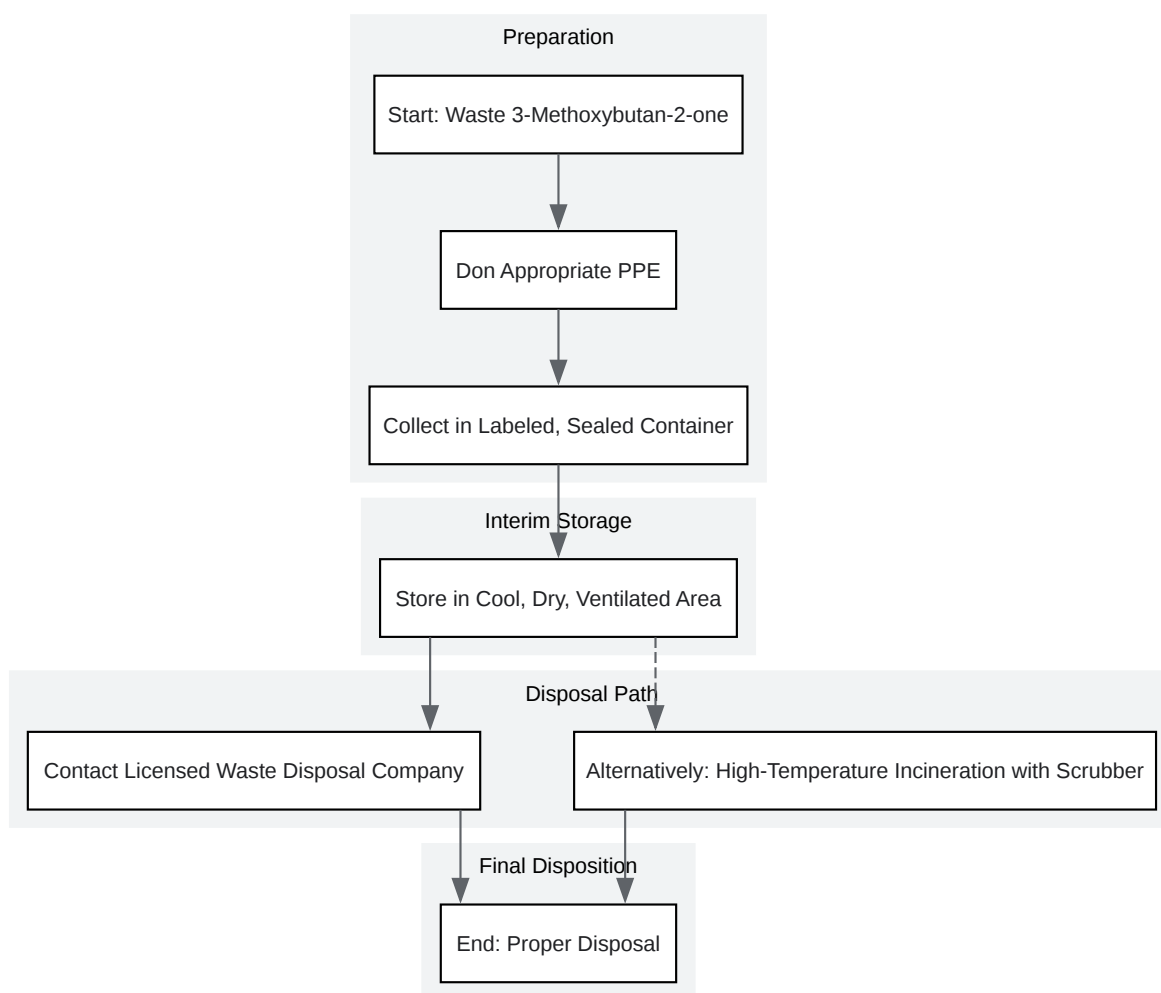 Preparation
Start: Waste 3-Methoxybutan-2-one
Don Appropriate PPE
Collect in Labeled, Sealed Container
Interim Storage
Store in Cool, Dry, Ventilated Area
Disposal Path
Contact Licensed Waste Disposal Company
Alternatively: High-Temperature Incineration with Scrubber
Final Disposition
End: Proper Disposal